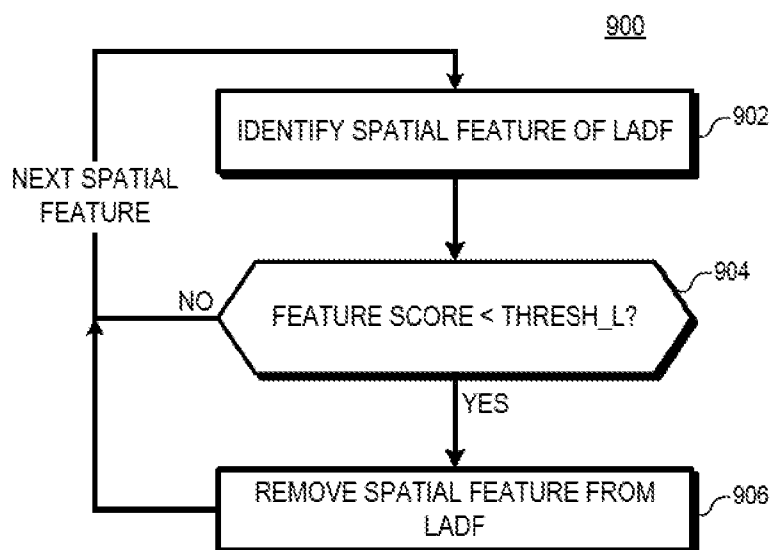 900
IDENTIFY SPATIAL FEATURE OF LADF
902
NEXT SPATIAL
FEATURE
904
NO
FEATURE SCORE < THRESH_L?
YES
REMOVE SPATIAL FEATURE FROM
LADF
906